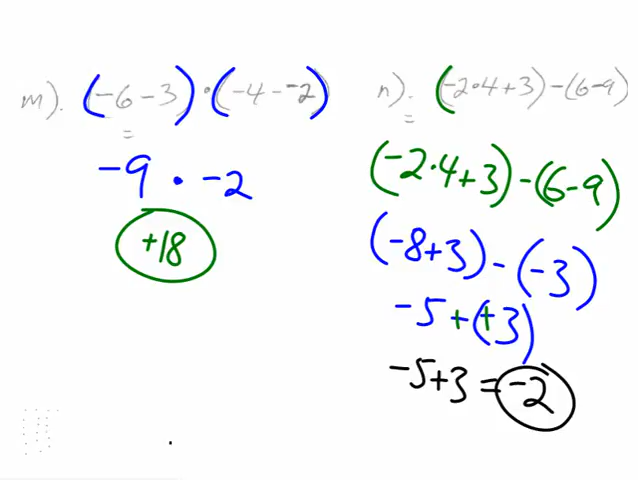 m). (-6-3)·(-4--2)
=
-9 · -2
+18
n). (-2·4+3)-(6-9)
=
(-2·4+3)-(6-9)
(-8+3)-(-3)
-5+(+3)
-5+3=-2